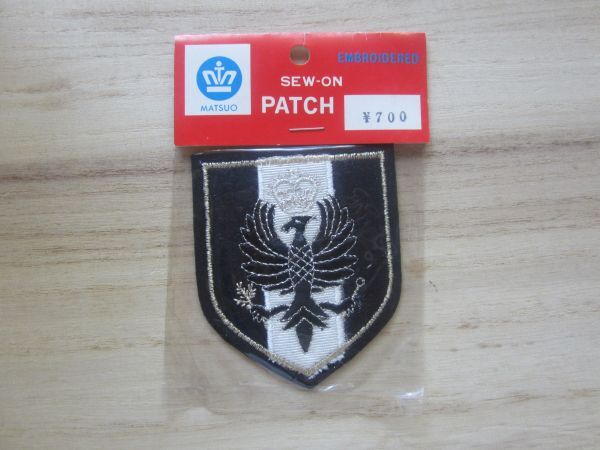 EMBROIDERED
SEW-ON
PATCH
MATSUO
¥700